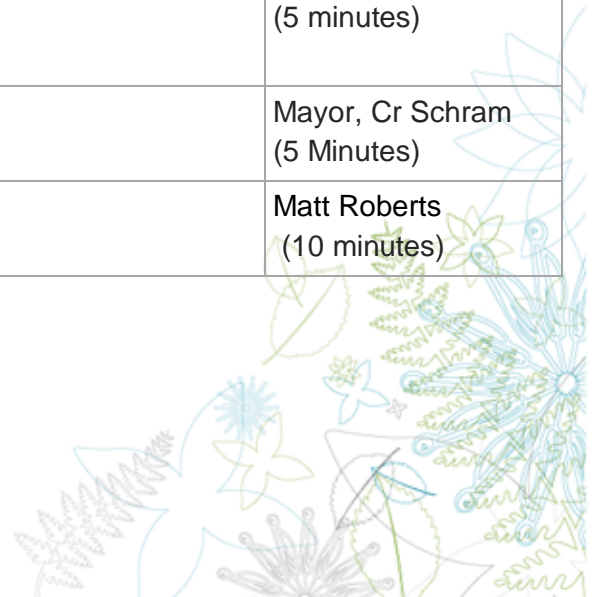 (5 minutes)
Mayor, Cr Schram
(5 Minutes)
Matt Roberts
(10 minutes)